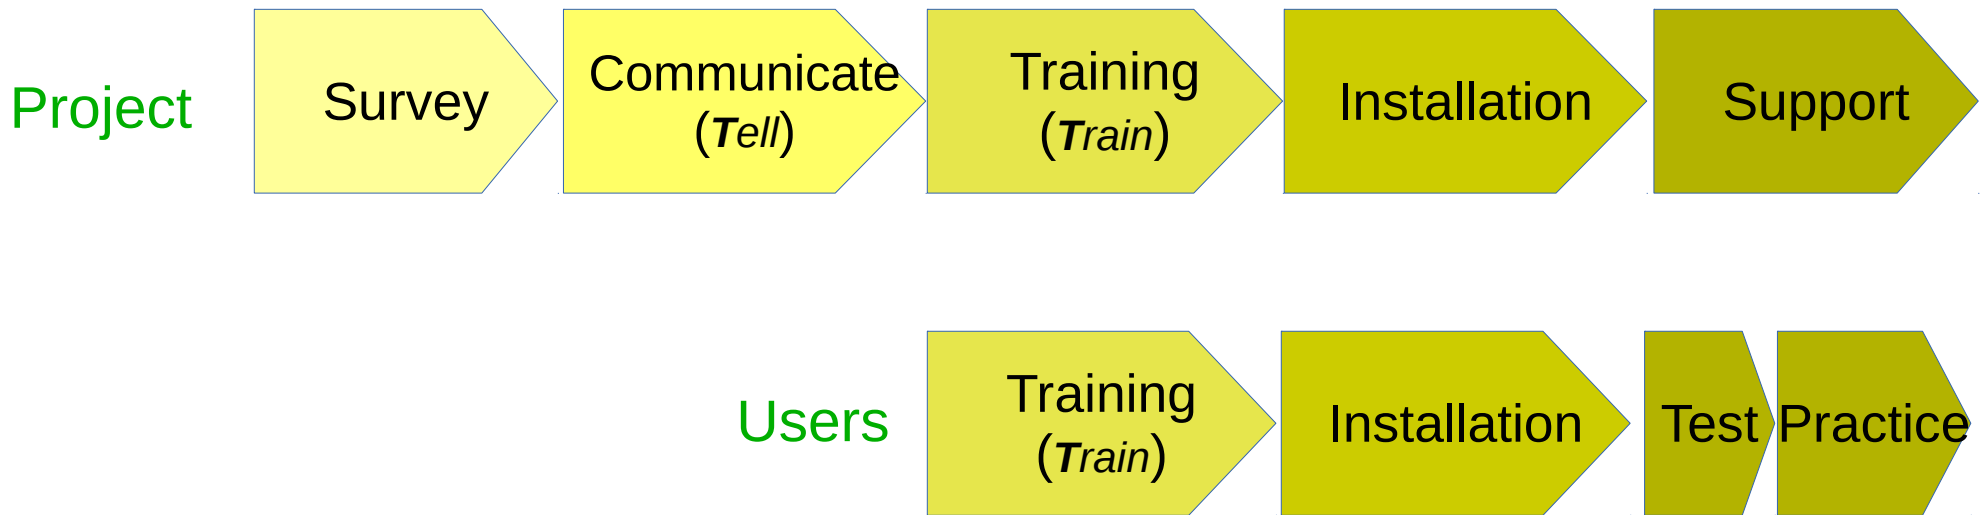 Project
Survey
Communicate
(Tell)
Training
(Train)
Installation
Support
Users
Training
(Train)
Installation
Test
Practice